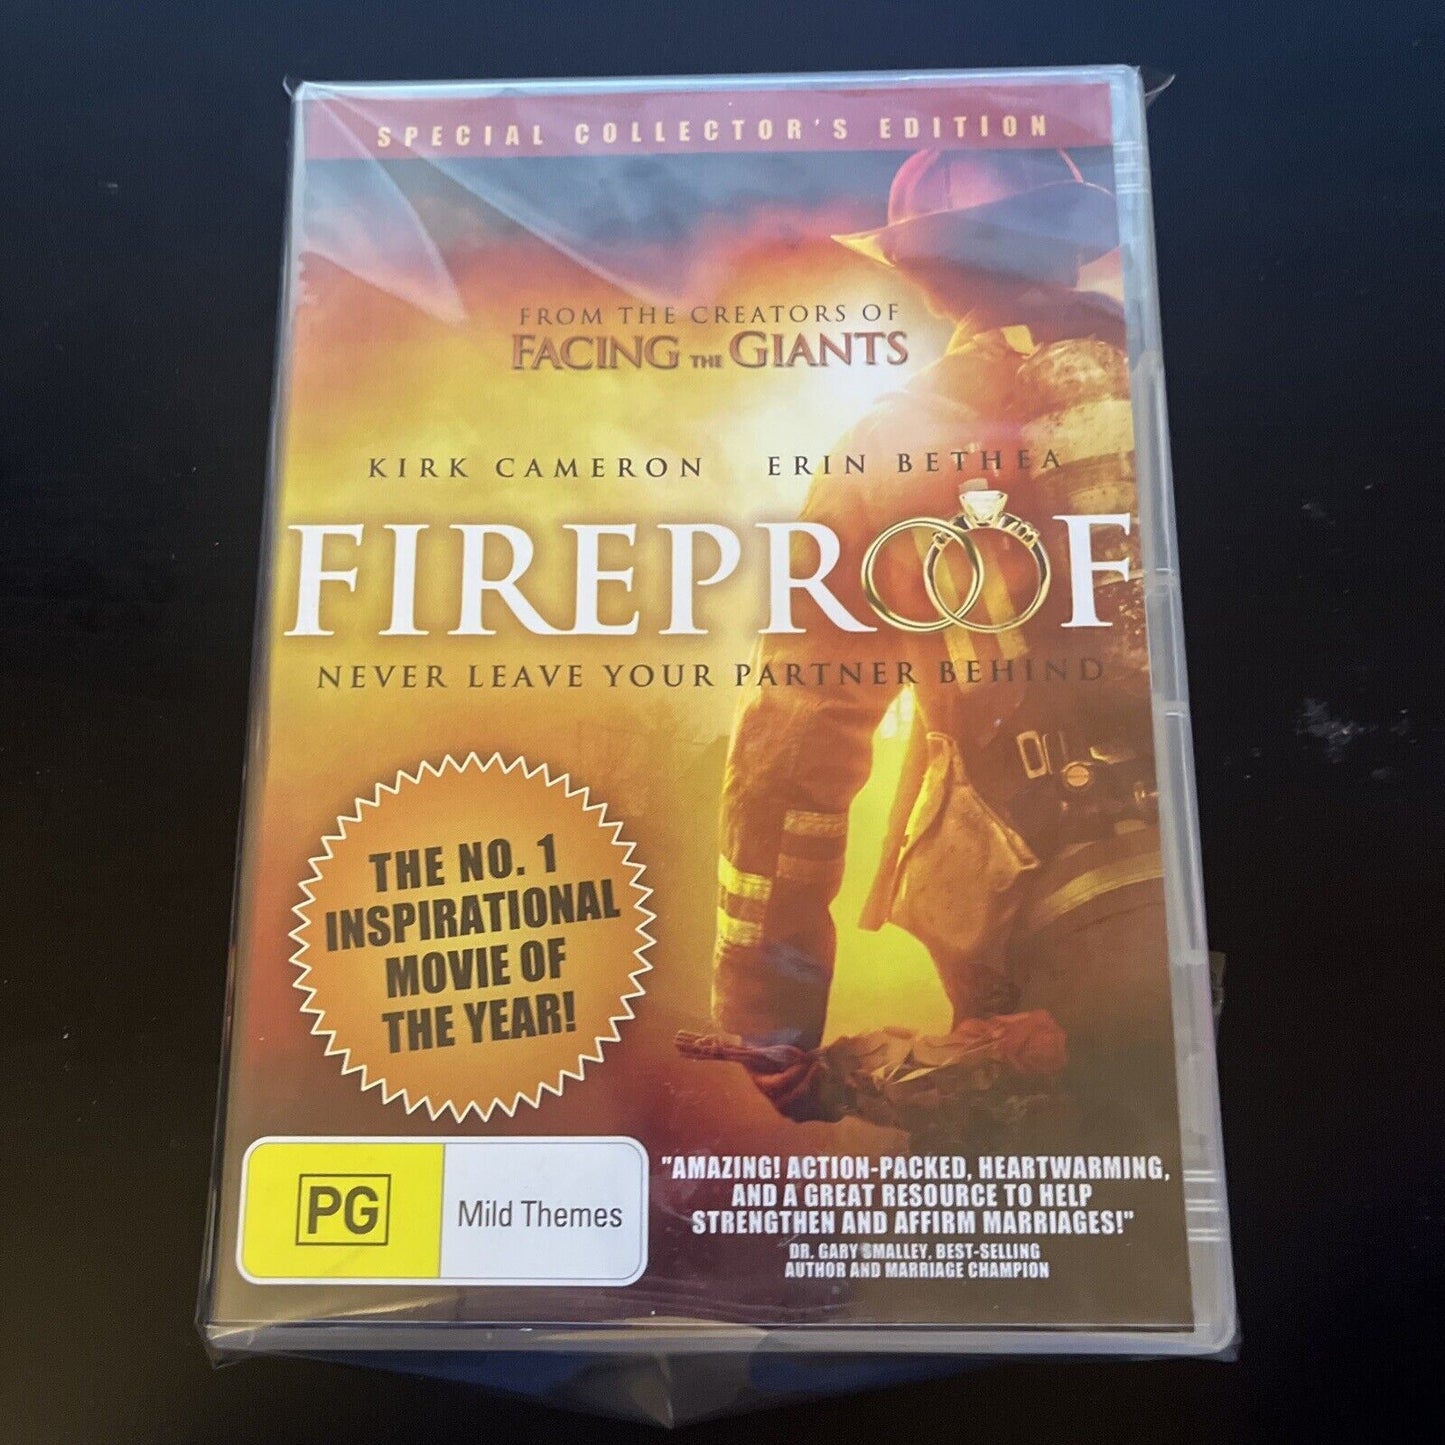 SPECIAL COLLECTOR'S EDITION
FROM THE CREATORS OF
FACING THE GIANTS
KIRK CAMERON ERIN BETHEA
FIREPROOF
NEVER LEAVE YOUR PARTNER BEHIND
THE NO. 1
INSPIRATIONAL
MOVIE OF
THE YEAR!
PG Mild Themes
"AMAZING! ACTION-PACKED, HEARTWARMING,
AND A GREAT RESOURCE TO HELP
STRENGTHEN AND AFFIRM MARRIAGES!"
DR. GARY SMALLEY, BEST-SELLING
AUTHOR AND MARRIAGE CHAMPION